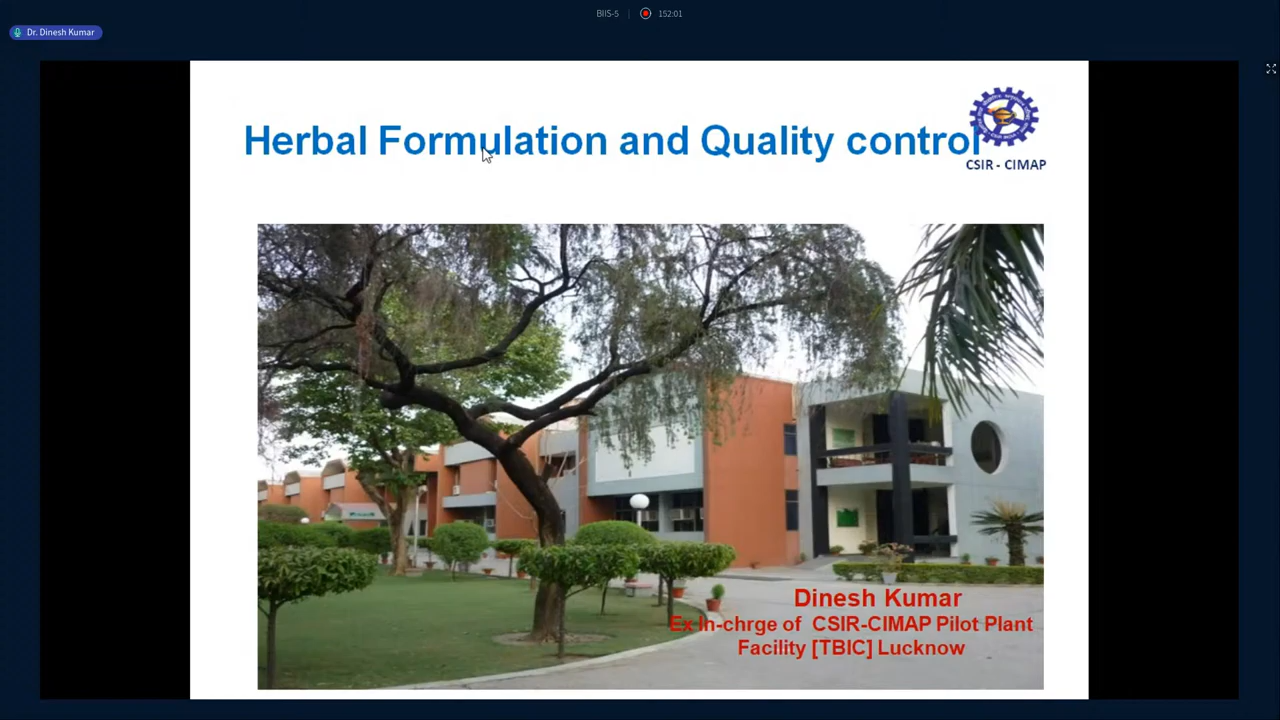 BIIS-5 | 152:01
Dr. Dinesh Kumar
Herbal Formulation and Quality control
CSIR - CIMAP
Dinesh Kumar
Ex In-chrge of CSIR-CIMAP Pilot Plant
Facility [TBIC] Lucknow